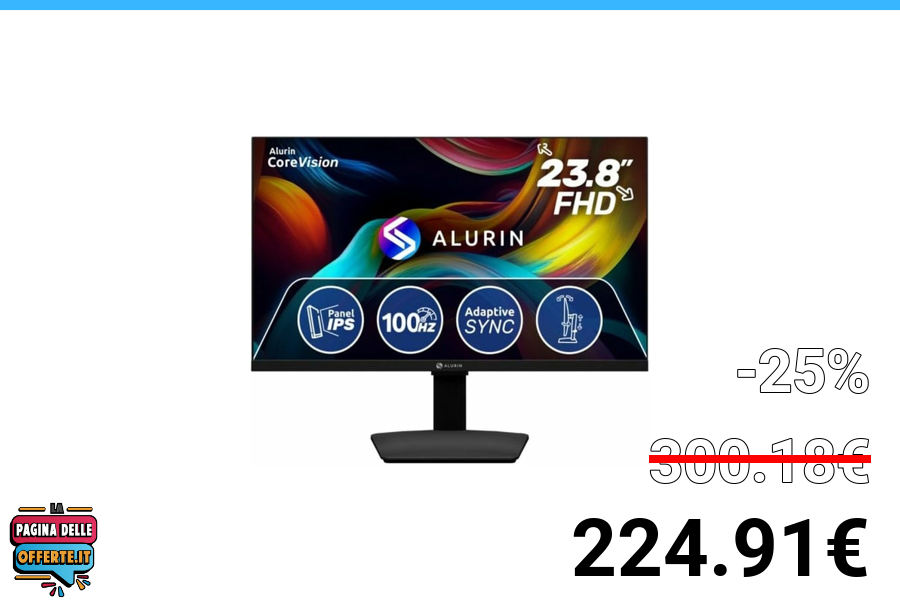 Alurin
CoreVision
23.8"
FHD
ALURIN
Panel
IPS
100HZ
Adaptive
SYNC
ALURIN
-25%
300.18€
224.91€
LA
PAGINA DELLE
OFFERTE.IT